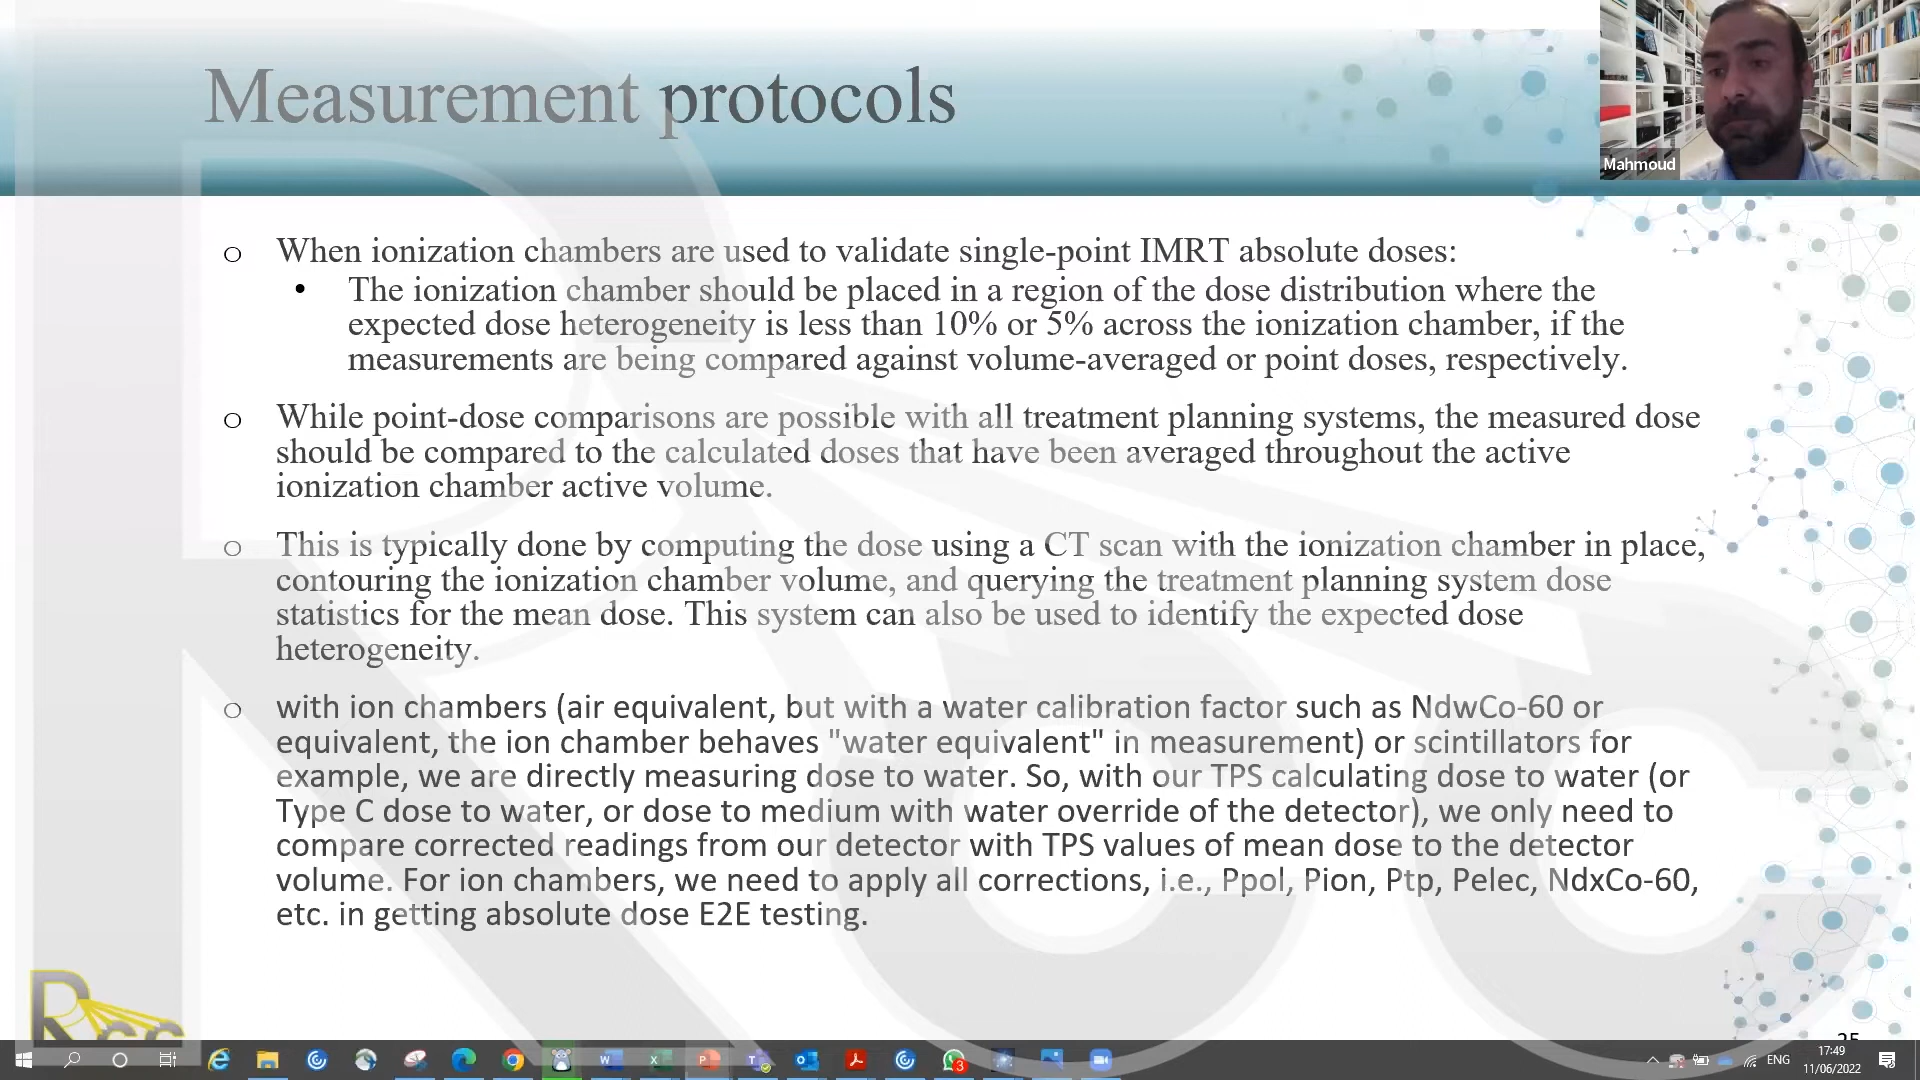 Measurement protocols
Mahmoud
o When ionization chambers are used to validate single-point IMRT absolute doses:
• The ionization chamber should be placed in a region of the dose distribution where the
expected dose heterogeneity is less than 10% or 5% across the ionization chamber, if the
measurements are being compared against volume-averaged or point doses, respectively.
o While point-dose comparisons are possible with all treatment planning systems, the measured dose
should be compared to the calculated doses that have been averaged throughout the active
ionization chamber active volume.
o This is typically done by computing the dose using a CT scan with the ionization chamber in place,
contouring the ionization chamber volume, and querying the treatment planning system dose
statistics for the mean dose. This system can also be used to identify the expected dose
heterogeneity.
o with ion chambers (air equivalent, but with a water calibration factor such as NdwCo-60 or
equivalent, the ion chamber behaves "water equivalent" in measurement) or scintillators for
example, we are directly measuring dose to water. So, with our TPS calculating dose to water (or
Type C dose to water, or dose to medium with water override of the detector), we only need to
compare corrected readings from our detector with TPS values of mean dose to the detector
volume. For ion chambers, we need to apply all corrections, i.e., Ppol, Pion, Ptp, Pelec, NdxCo-60,
etc. in getting absolute dose E2E testing.
Rcc
ENG
17:49
11/06/2022
3